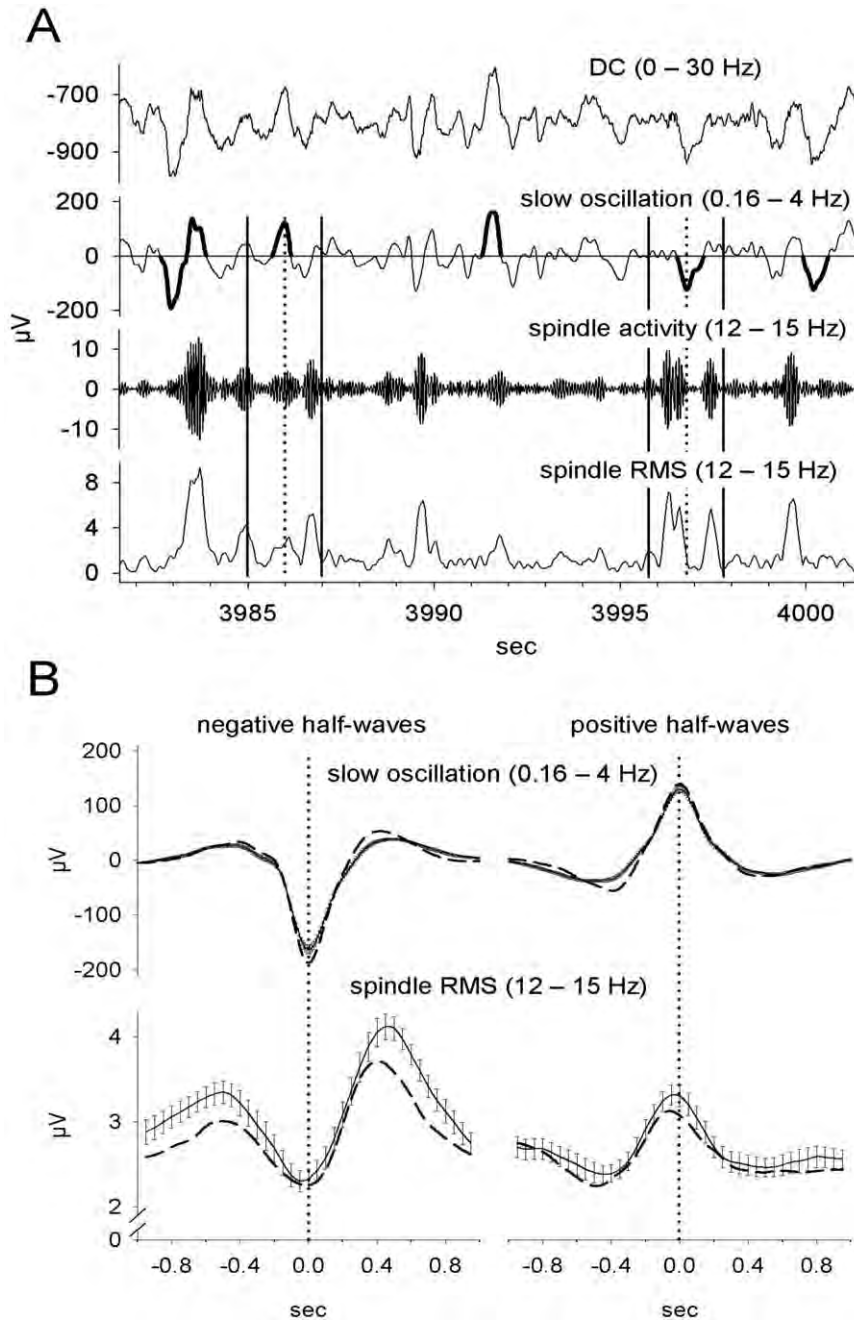 A
DC (0 – 30 Hz)
-700
-900
slow oscillation (0.16 – 4 Hz)
200
0
-200
µV
spindle activity (12 – 15 Hz)
10
0
-10
spindle RMS (12 – 15 Hz)
8
4
0
3985 3990 3995 4000
sec
B
negative half-waves positive half-waves
slow oscillation (0.16 – 4 Hz)
200
100
0
-100
-200
µV
spindle RMS (12 – 15 Hz)
4
3
2
0
µV
-0.8 -0.4 0.0 0.4 0.8 -0.8 -0.4 0.0 0.4 0.8
sec sec